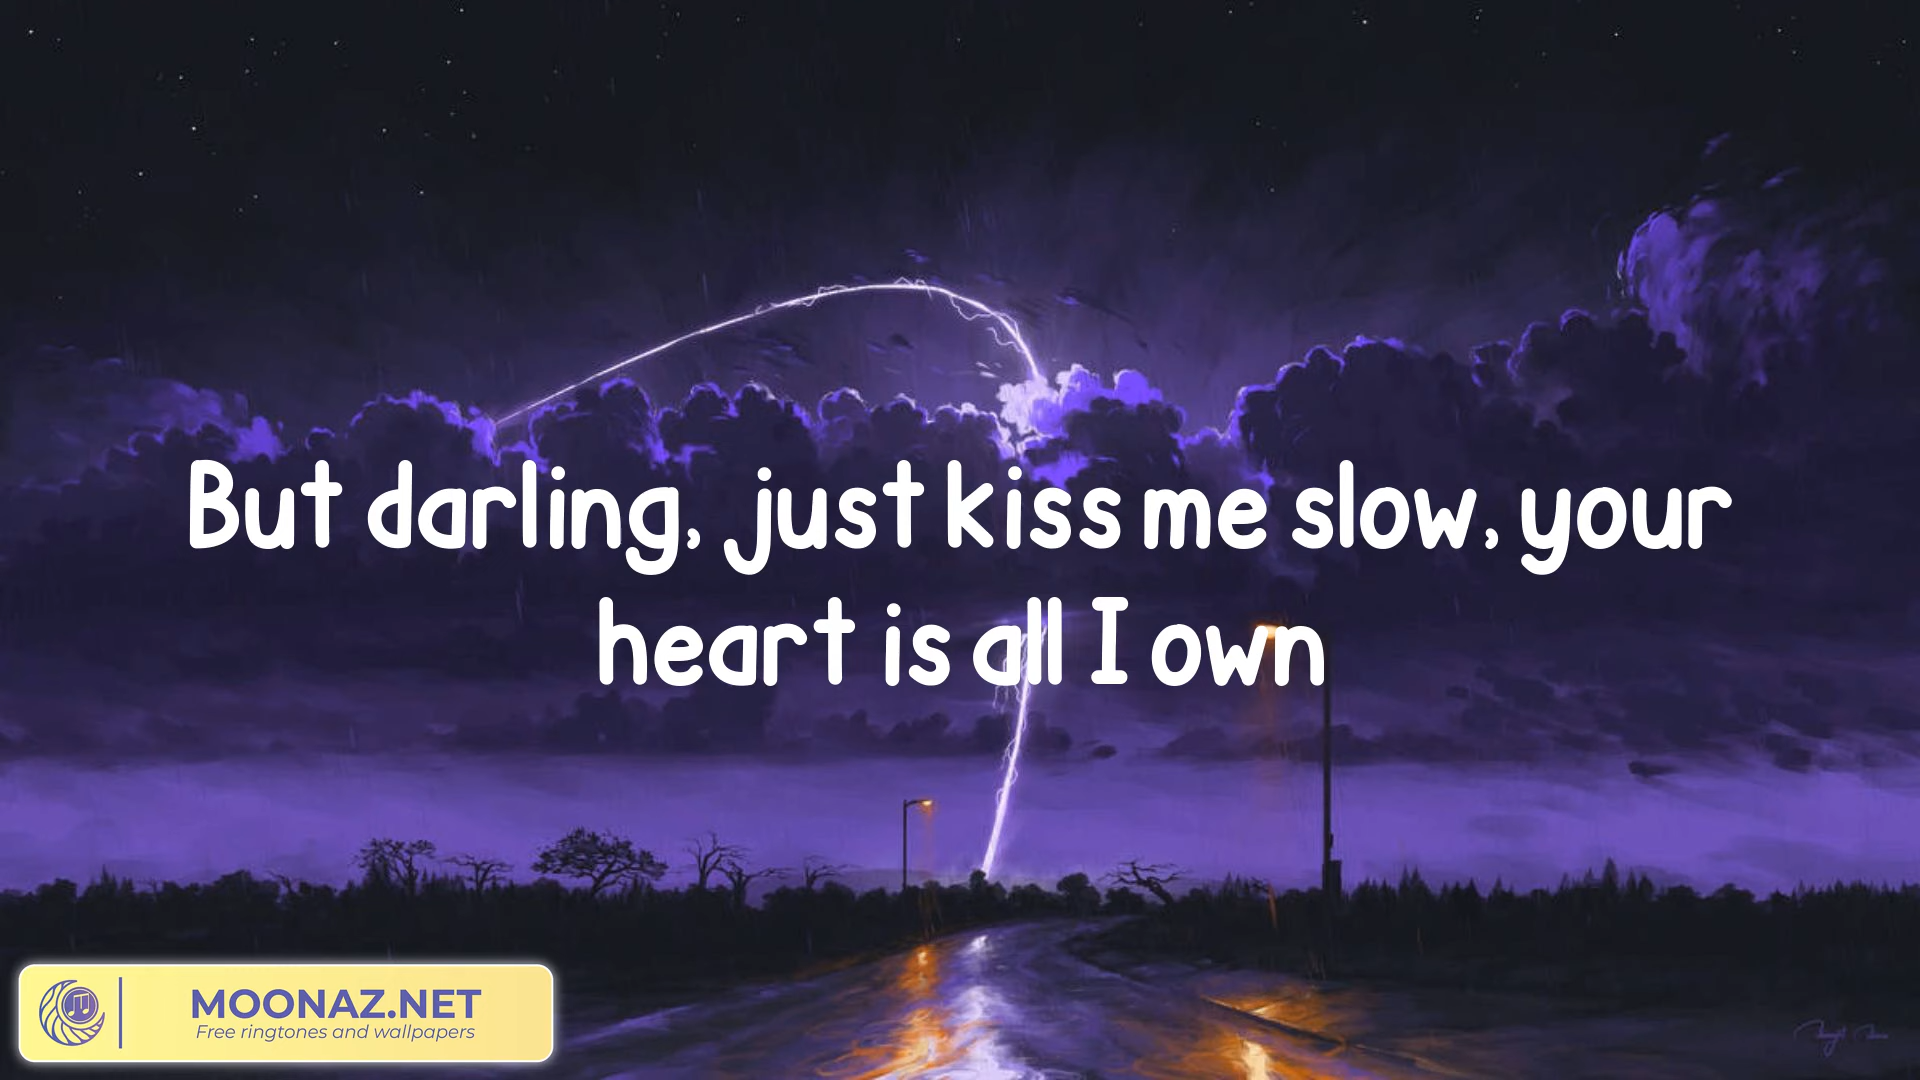 But darling, just kiss me slow, your
heart is all I own
MOONAZ.NET
Free ringtones and wallpapers